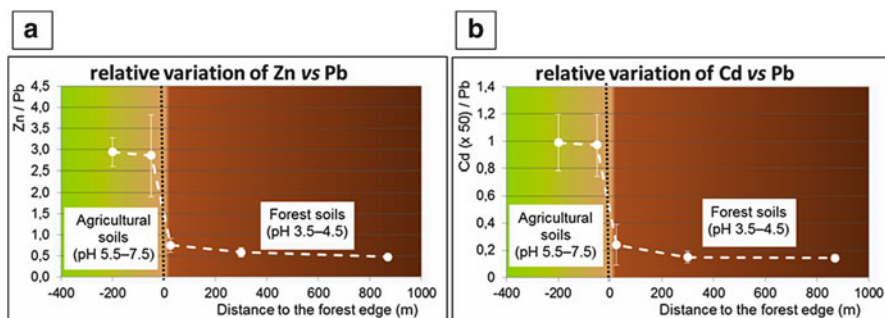 a
relative variation of Zn vs Pb
Zn / Pb
4,5
4,0
3,5
3,0
2,5
2,0
1,5
1,0
0,5
0,0
Agricultural
soils
(pH 5.5–7.5)
Forest soils
(pH 3.5–4.5)
-400 -200 0 200 400 600 800 1000
Distance to the forest edge (m)
b
relative variation of Cd vs Pb
Cd (x 50) / Pb
1,4
1,2
1
0,8
0,6
0,4
0,2
0
Agricultural
soils
(pH 5.5–7.5)
Forest soils
(pH 3.5–4.5)
-400 -200 0 200 400 600 800 1000
Distance to the forest edge (m)